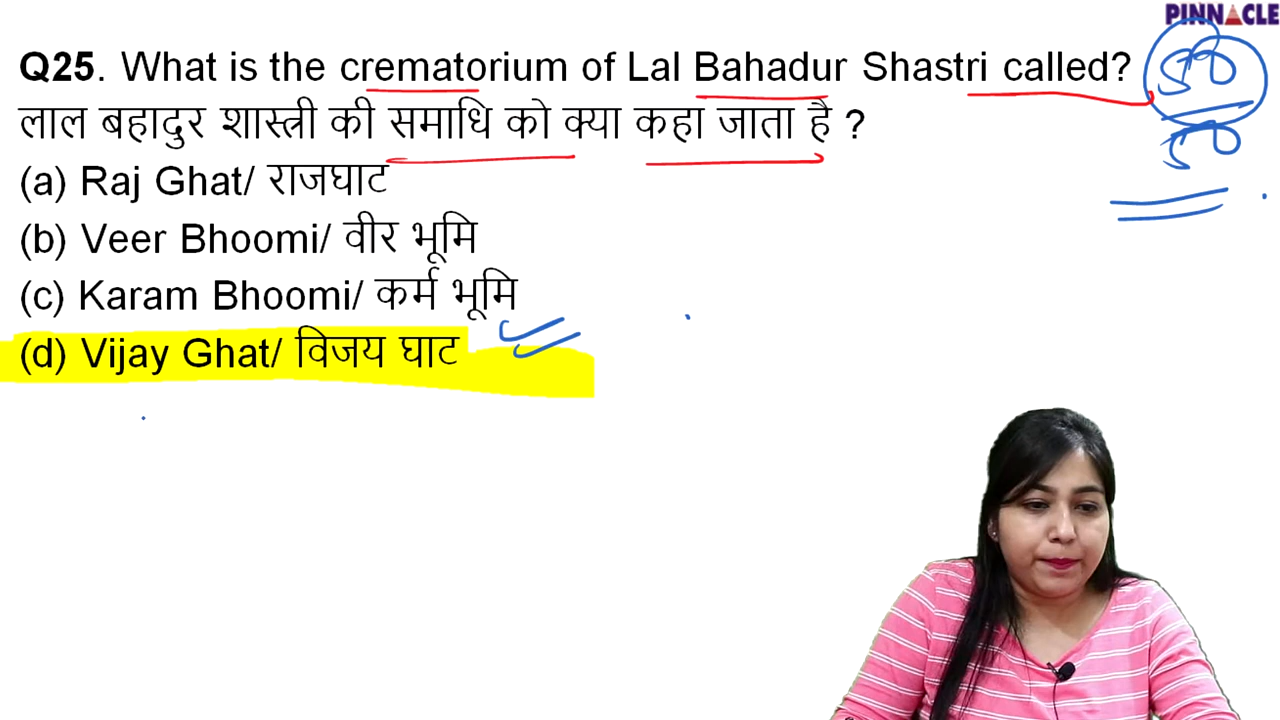 PINNACLE
Q25. What is the crematorium of Lal Bahadur Shastri called?
लाल बहादुर शास्त्री की समाधि को क्या कहा जाता है ?
(a) Raj Ghat/ राजघाट
(b) Veer Bhoomi/ वीर भूमि
(c) Karam Bhoomi/ कर्म भूमि
(d) Vijay Ghat/ विजय घाट